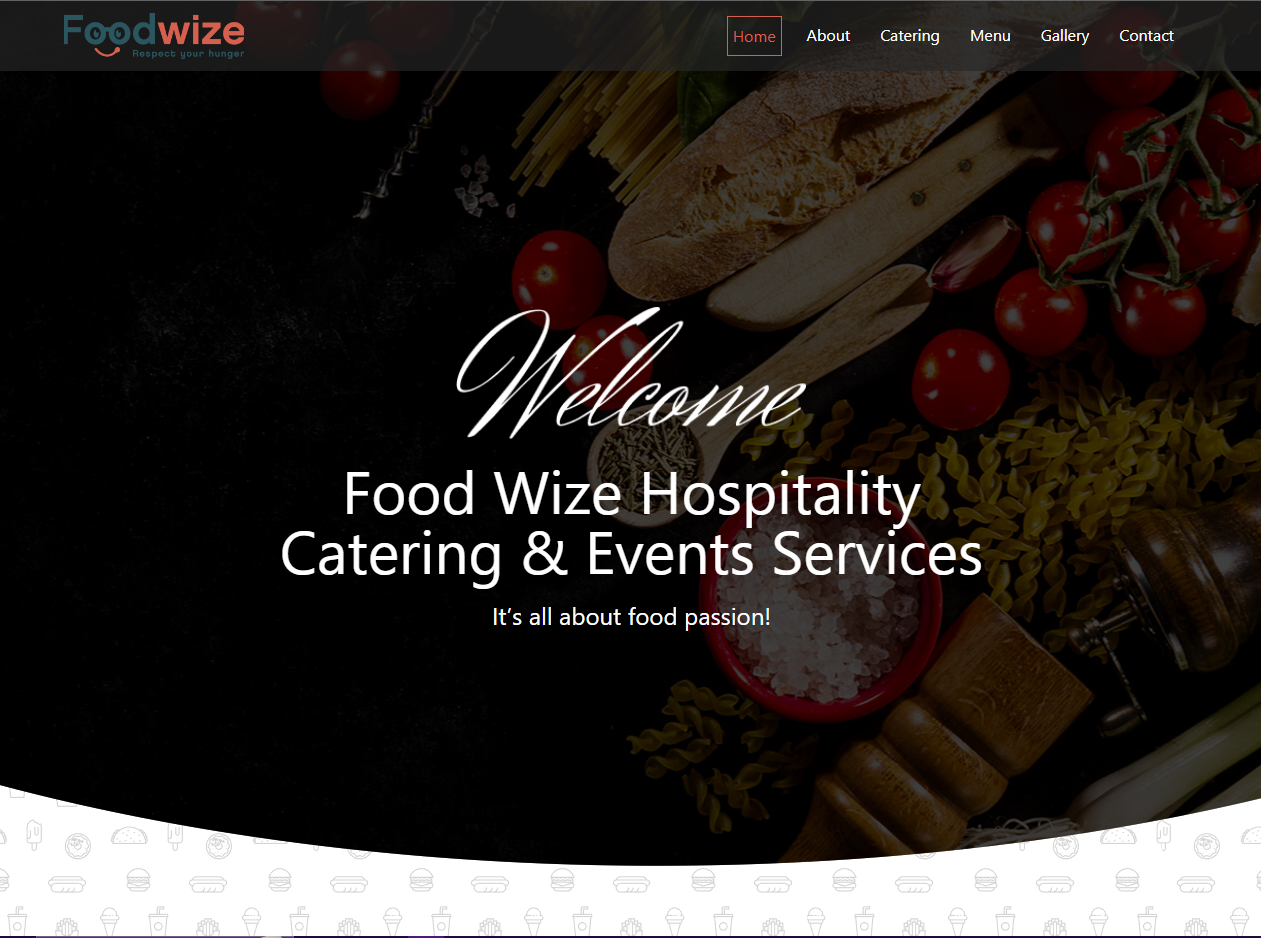 Foodwize
Respect your hunger
Home About Catering Menu Gallery Contact
Welcome
Food Wize Hospitality
Catering & Events Services
It’s all about food passion!